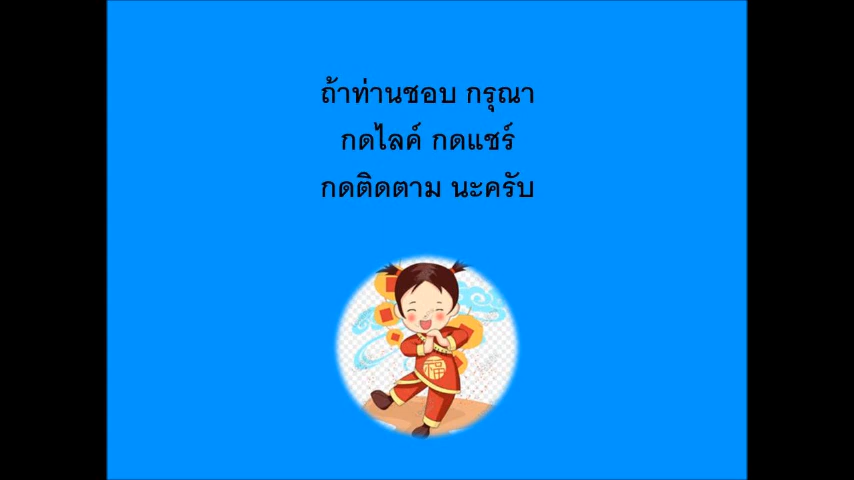 ถ้าท่านชอบ กรุณา
กดไลค์ กดแชร์
กดติดตาม นะครับ
福